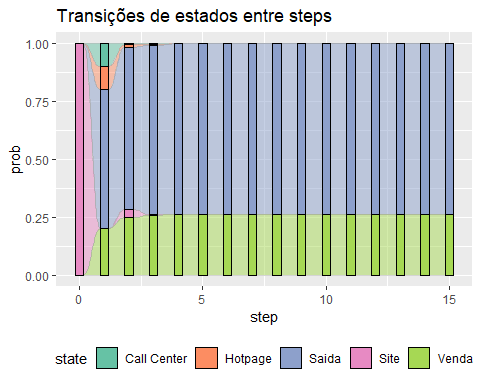 Transições de estados entre steps
prob
1.00
0.75
0.50
0.25
0.00
0 5 10 15
step
state Call Center Hotpage Saida Site Venda